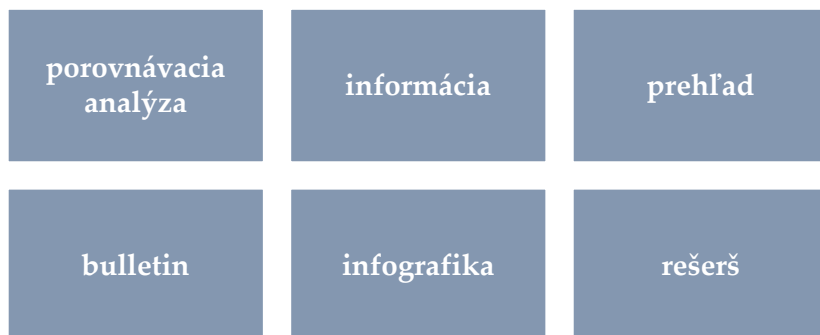 porovnávacia
analýza
informácia
prehľad
bulletin
infografika
rešerš